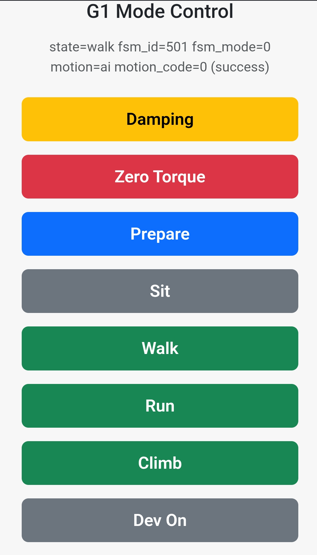 G1 Mode Control
state=walk fsm_id=501 fsm_mode=0
motion=ai motion_code=0 (success)
Damping
Zero Torque
Prepare
Sit
Walk
Run
Climb
Dev On